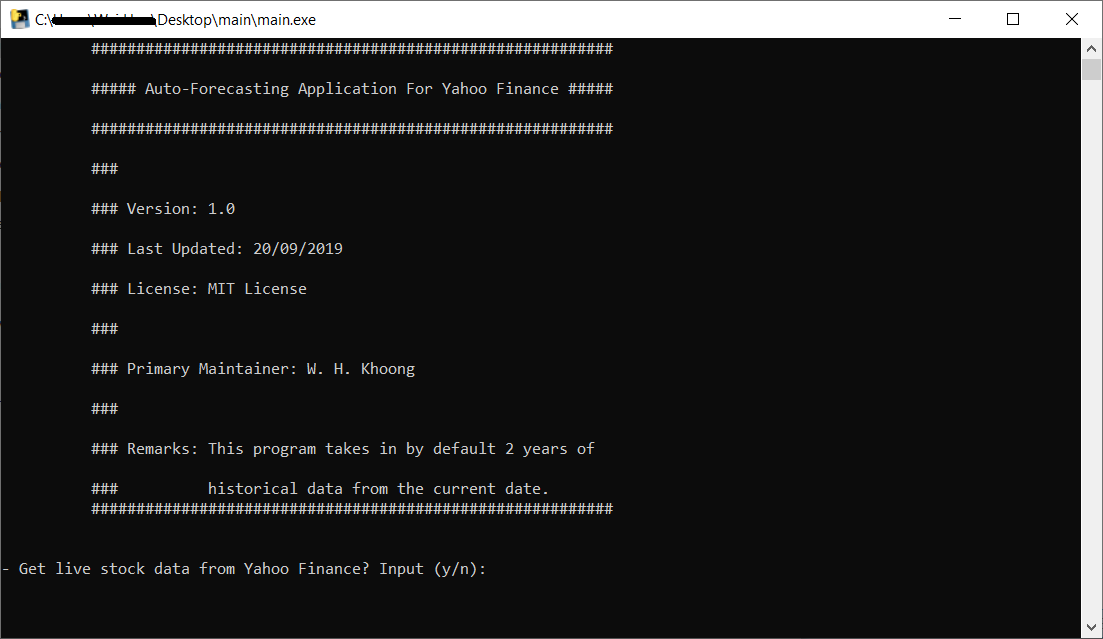 C:\ \Desktop\main\main.exe
##########################################################
##### Auto-Forecasting Application For Yahoo Finance #####
##########################################################
###
### Version: 1.0
### Last Updated: 20/09/2019
### License: MIT License
###
### Primary Maintainer: W. H. Khoong
###
### Remarks: This program takes in by default 2 years of
###          historical data from the current date.
##########################################################
- Get live stock data from Yahoo Finance? Input (y/n):